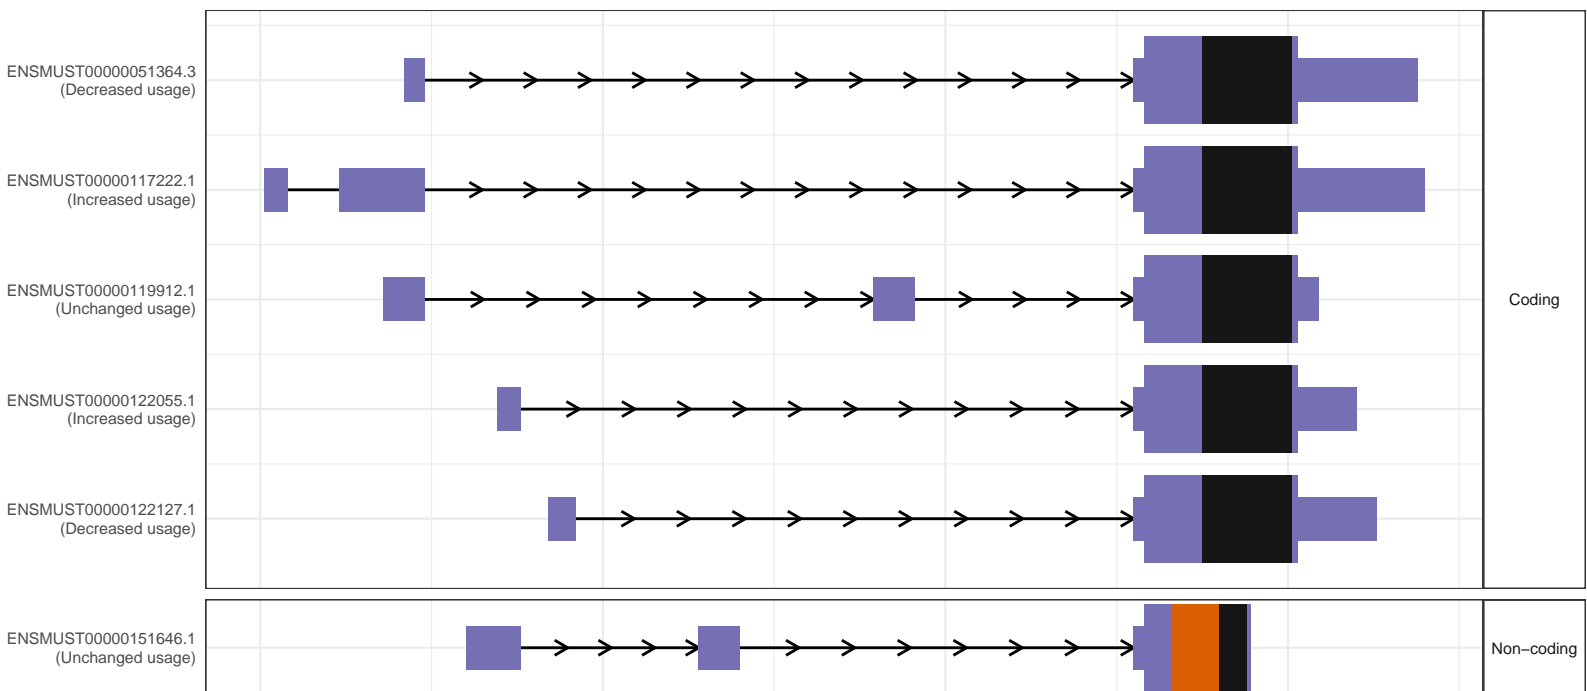 ENSMUST00000051364.3
(Decreased usage)
ENSMUST00000117222.1
(Increased usage)
ENSMUST00000119912.1
(Unchanged usage)
Coding
ENSMUST00000122055.1
(Increased usage)
ENSMUST00000122127.1
(Decreased usage)
ENSMUST00000151646.1
(Unchanged usage)
Non−coding